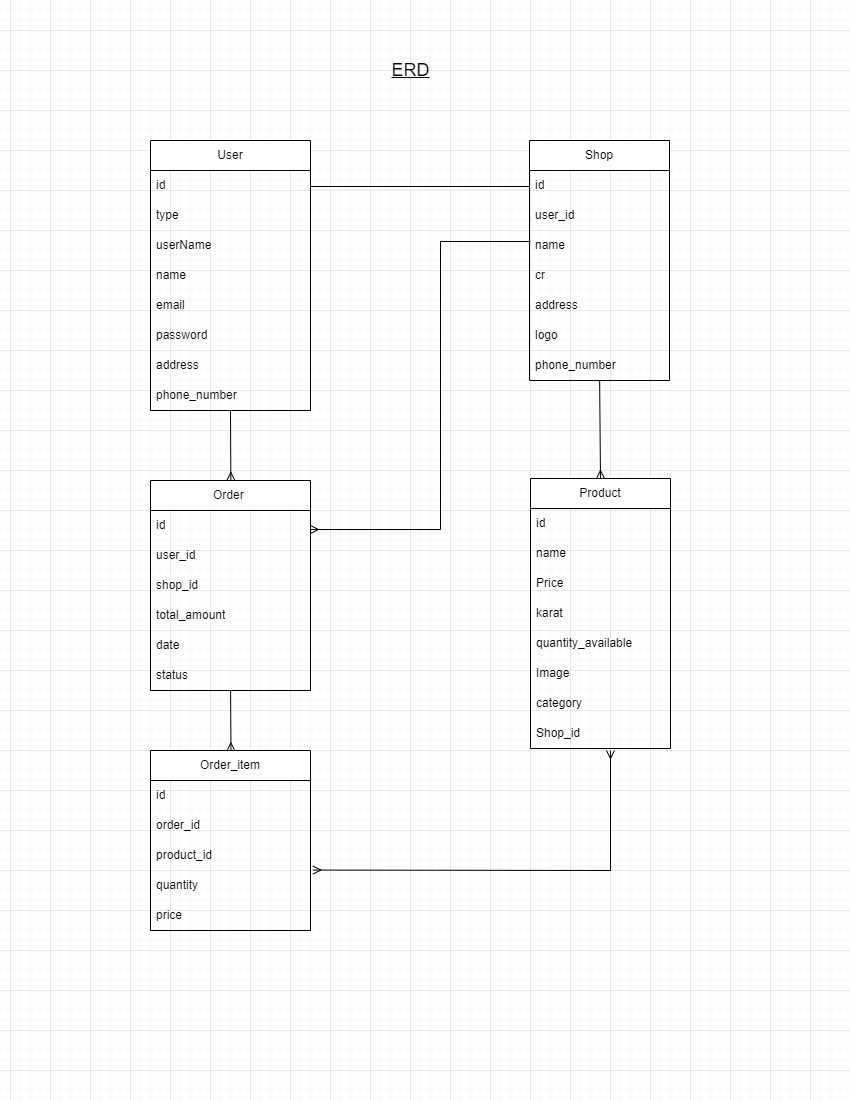 ERD
User
id
type
userName
name
email
password
address
phone_number
Shop
id
user_id
name
cr
address
logo
phone_number
Order
id
user_id
shop_id
total_amount
date
status
Product
id
name
Price
karat
quantity_available
Image
category
Shop_id
Order_item
id
order_id
product_id
quantity
price